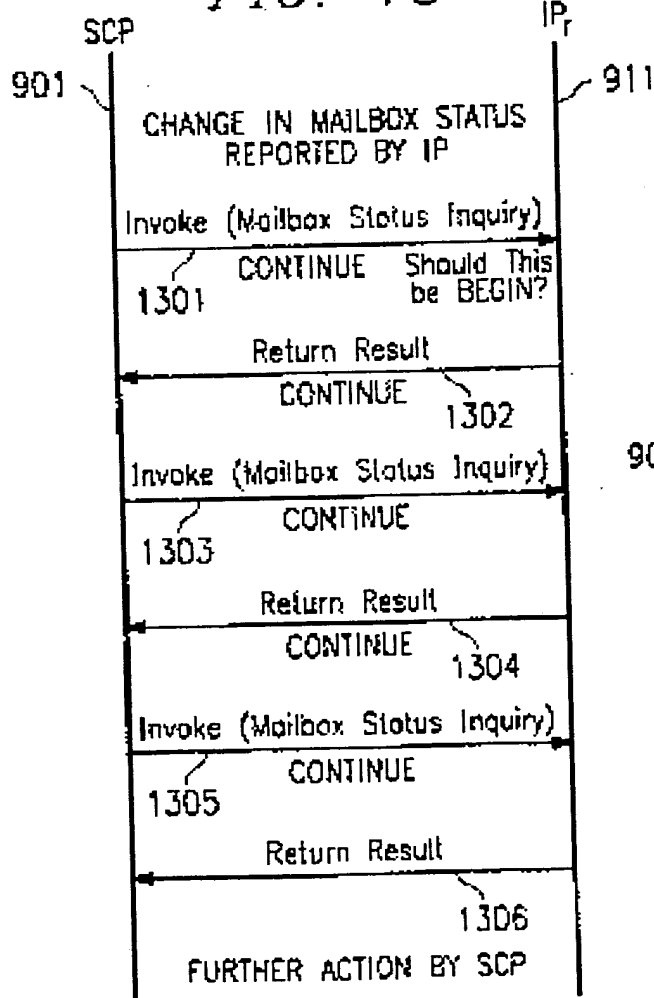 SCP
IPr
901
911
CHANGE IN MAILBOX STATUS
REPORTED BY IP
Invoke (Mailbox Status Inquiry)
CONTINUE Should This
be BEGIN?
1301
Return Result
CONTINUE
1302
Invoke (Mailbox Status Inquiry)
CONTINUE
1303
Return Result
CONTINUE
1304
Invoke (Mailbox Status Inquiry)
CONTINUE
1305
Return Result
1306
FURTHER ACTION BY SCP